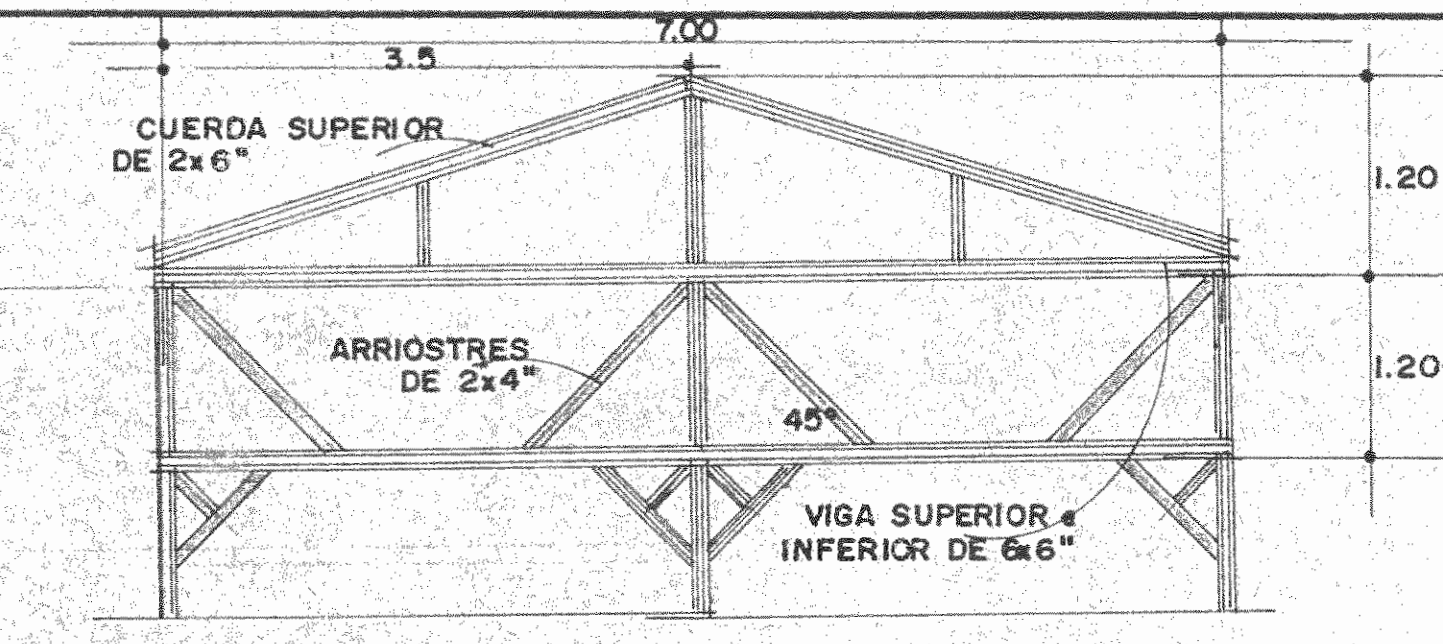 7.00
3.5
CUERDA SUPERIOR
DE 2x6"
1.20
ARRIOSTRES
DE 2x4"
1.20
45°
VIGA SUPERIOR e
INFERIOR DE 6x6"